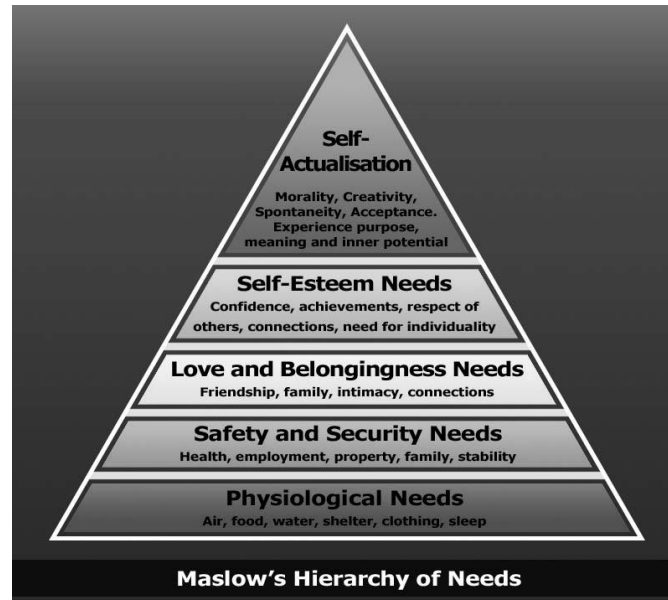 Self-
Actualisation
Morality, Creativity,
Spontaneity, Acceptance.
Experience purpose,
meaning and inner potential
Self-Esteem Needs
Confidence, achievements, respect of
others, connections, need for individuality
Love and Belongingness Needs
Friendship, family, intimacy, connections
Safety and Security Needs
Health, employment, property, family, stability
Physiological Needs
Air, food, water, shelter, clothing, sleep
Maslow's Hierarchy of Needs